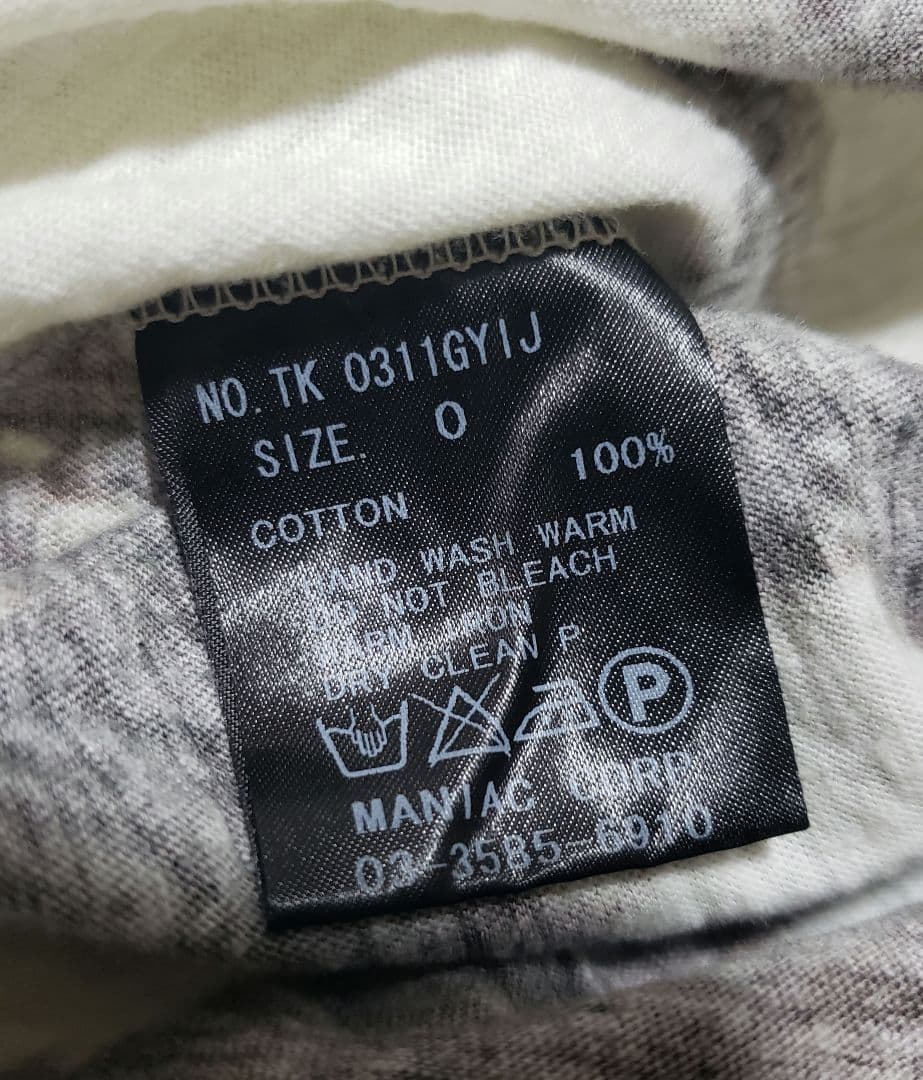 NO. TK 0311GYIJ
SIZE. 0
100%
COTTON
HAND WASH WARM
DO NOT BLEACH
WARM IRON
DRY CLEAN P
P
MANIAC CORP
03-3585-6910